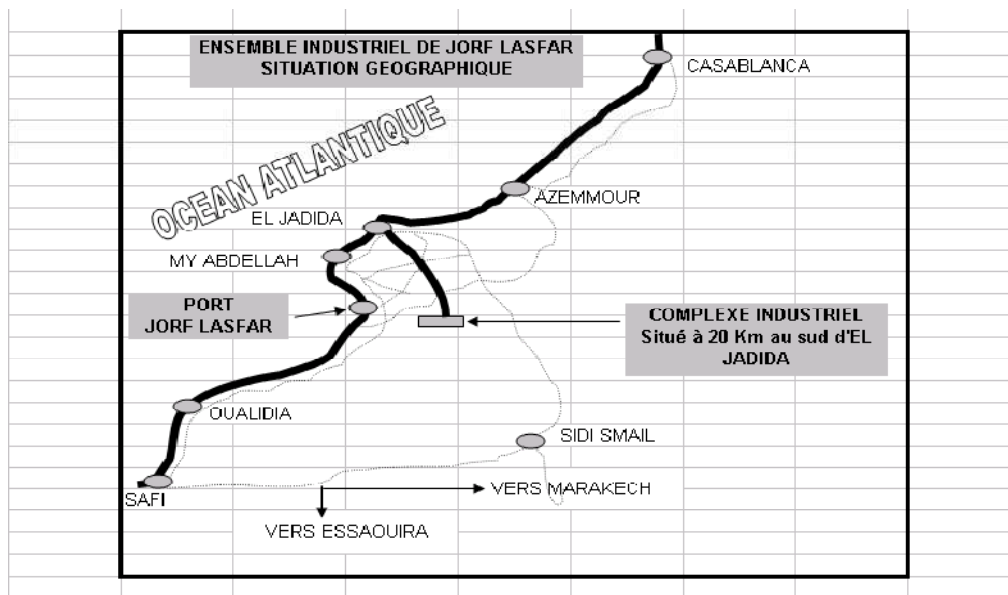 ENSEMBLE INDUSTRIEL DE JORF LASFAR
SITUATION GEOGRAPHIQUE
CASABLANCA
OCEAN ATLANTIQUE
AZEMMOUR
EL JADIDA
MY ABDELLAH
PORT
JORF LASFAR
COMPLEXE INDUSTRIEL
Situé à 20 Km au sud d'EL
JADIDA
OUALIDIA
SIDI SMAIL
VERS MARAKECH
SAFI
VERS ESSAOUIRA